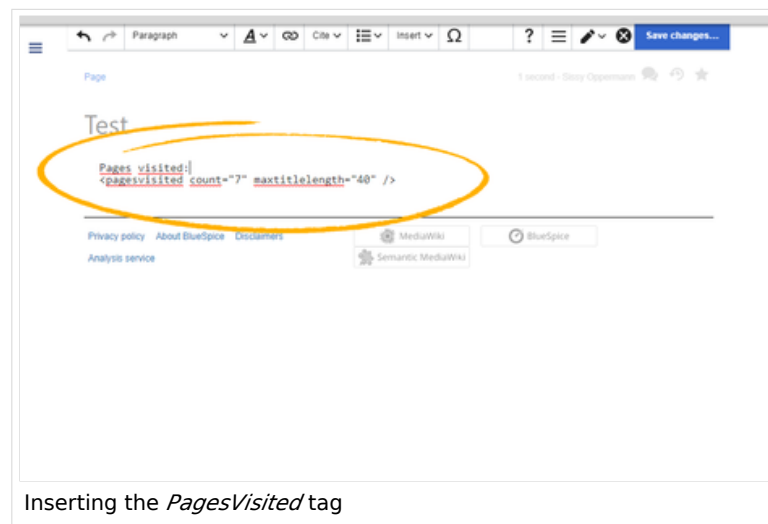 Paragraph Cite Insert Ω ? Save changes...
Page 1 second - Sissy Oppermann
Test
Pages visited:
<pagesvisited count="7" maxtitlelength="40" />
Privacy policy About BlueSpice Disclaimers MediaWiki BlueSpice
Analysis service Semantic MediaWiki
Inserting the PagesVisited tag